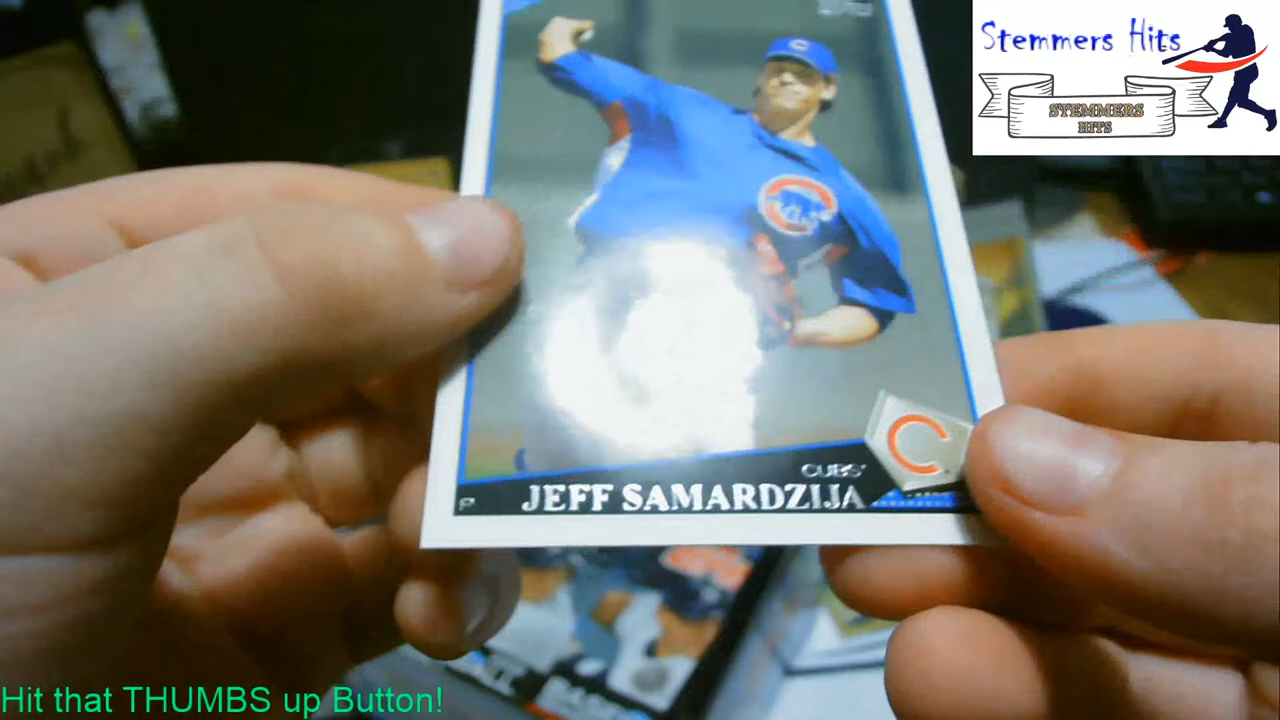 Stemmers Hits
STEMMERS
HITS
CUBS
P
JEFF SAMARDZIJA
Hit that THUMBS up Button!